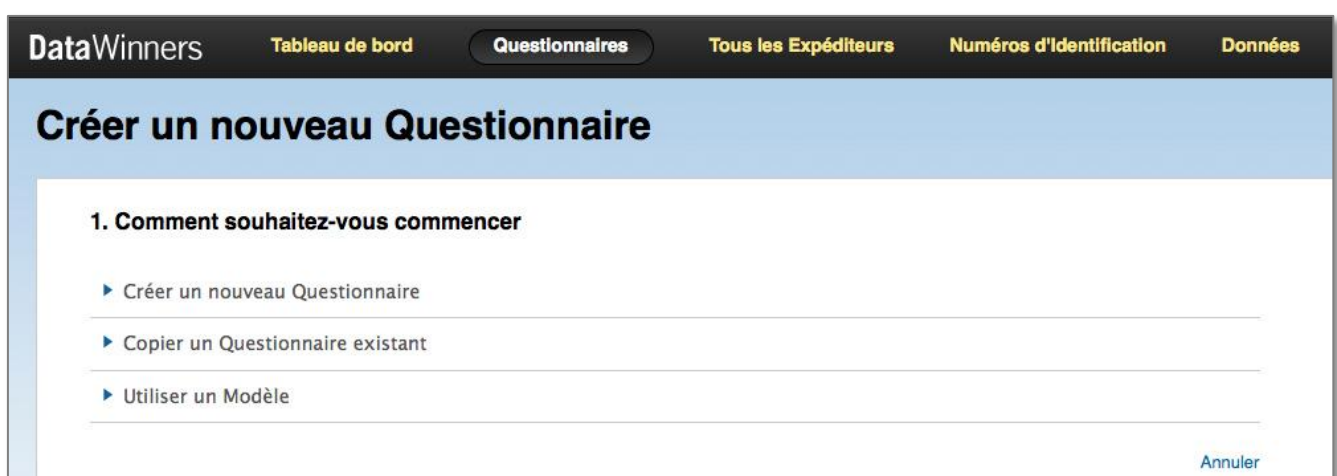 DataWinners Tableau de bord Questionnaires Tous les Expéditeurs Numéros d'Identification Données
Créer un nouveau Questionnaire
1. Comment souhaitez-vous commencer
Créer un nouveau Questionnaire
Copier un Questionnaire existant
Utiliser un Modèle
Annuler